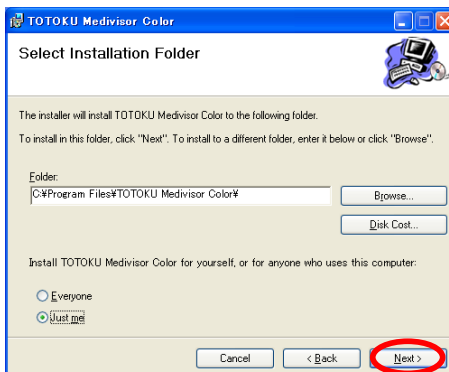 TOTOKU Medivisor Color
Select Installation Folder
The installer will install TOTOKU Medivisor Color to the following folder.
To install in this folder, click "Next". To install to a different folder, enter it below or click "Browse".
Folder:
C:¥Program Files¥TOTOKU Medivisor Color¥
Browse...
Disk Cost...
Install TOTOKU Medivisor Color for yourself, or for anyone who uses this computer:
Everyone
Just me
Cancel
< Back
Next >